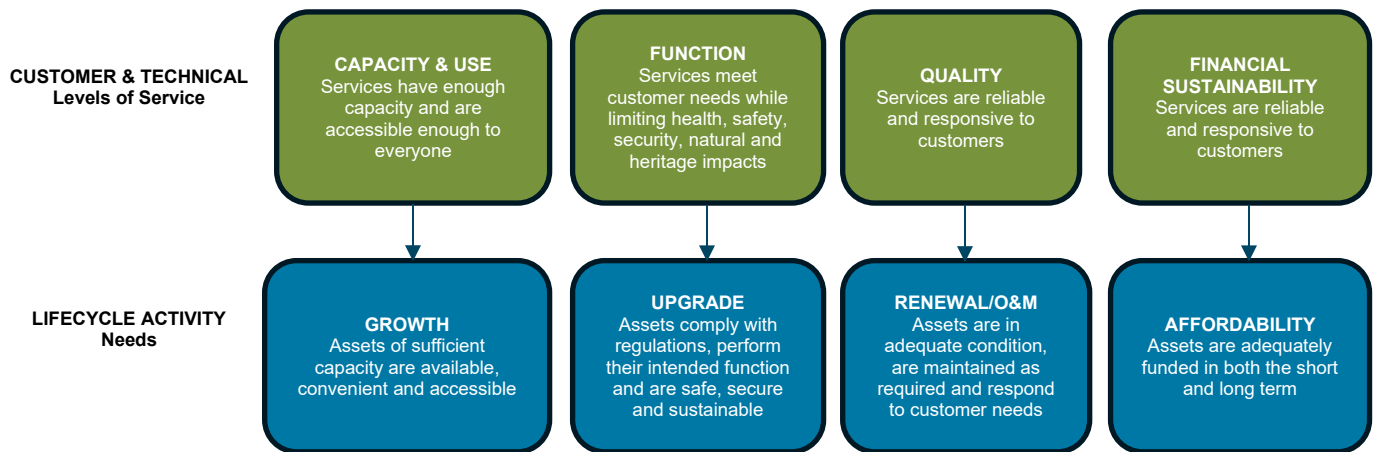 CUSTOMER & TECHNICAL
Levels of Service
CAPACITY & USE
Services have enough
capacity and are
accessible enough to
everyone
FUNCTION
Services meet
customer needs while
limiting health, safety,
security, natural and
heritage impacts
QUALITY
Services are reliable
and responsive to
customers
FINANCIAL
SUSTAINABILITY
Services are reliable
and responsive to
customers
LIFECYCLE ACTIVITY
Needs
GROWTH
Assets of sufficient
capacity are available,
convenient and accessible
UPGRADE
Assets comply with
regulations, perform
their intended function
and are safe, secure
and sustainable
RENEWAL/O&M
Assets are in
adequate condition,
are maintained as
required and respond
to customer needs
AFFORDABILITY
Assets are adequately
funded in both the short
and long term